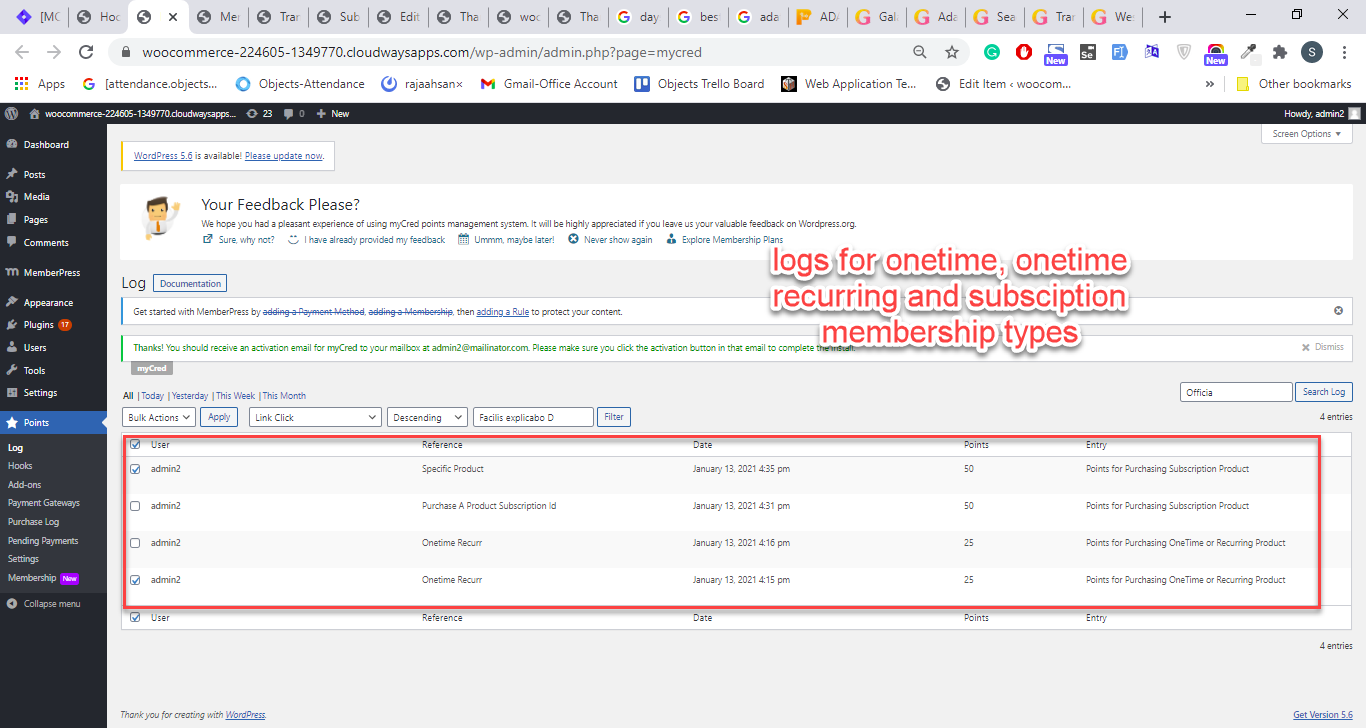 [MC
Hoo
Mer
Tran
Sub
Edit
Tha
woo
Tha
day
best
ada
ADA
Gala
Ada
Sea
Tran
Wes
woocommerce-224605-1349770.cloudwaysapps.com/wp-admin/admin.php?page=mycred
New
Se
New
S
Apps
[attendance.objects...
Objects-Attendance
rajaahsan×
Gmail-Office Account
Objects Trello Board
Web Application Te...
Edit Item ‹ woocom...
»
Other bookmarks
woocommerce-224605-1349770.cloudwaysapps...
23
0
+ New
Howdy, admin2
Dashboard
Posts
Media
Pages
Comments
MemberPress
Appearance
Plugins 17
Users
Tools
Settings
Points
Log
Hooks
Add-ons
Payment Gateways
Purchase Log
Pending Payments
Settings
Membership New
Collapse menu
Screen Options
WordPress 5.6 is available! Please update now.
Your Feedback Please?
We hope you had a pleasant experience of using myCred points management system. It will be highly appreciated if you leave us your valuable feedback on Wordpress.org.
Sure, why not? I have already provided my feedback Ummm, maybe later! Never show again Explore Membership Plans
logs for onetime, onetime
recurring and subsciption
membership types
Log Documentation
Get started with MemberPress by adding a Payment Method, adding a Membership, then adding a Rule to protect your content.
Thanks! You should receive an activation email for myCred to your mailbox at admin2@mailinator.com. Please make sure you click the activation button in that email to complete the install.
Dismiss
myCred
All | Today | Yesterday | This Week | This Month
Officia Search Log
Bulk Actions Apply Link Click Descending Facilis explicabo D Filter
4 entries
User Reference Date Points Entry
admin2 Specific Product January 13, 2021 4:35 pm 50 Points for Purchasing Subscription Product
admin2 Purchase A Product Subscription Id January 13, 2021 4:31 pm 50 Points for Purchasing Subscription Product
admin2 Onetime Recurr January 13, 2021 4:16 pm 25 Points for Purchasing OneTime or Recurring Product
admin2 Onetime Recurr January 13, 2021 4:15 pm 25 Points for Purchasing OneTime or Recurring Product
User Reference Date Points Entry
4 entries
Thank you for creating with WordPress.
Get Version 5.6